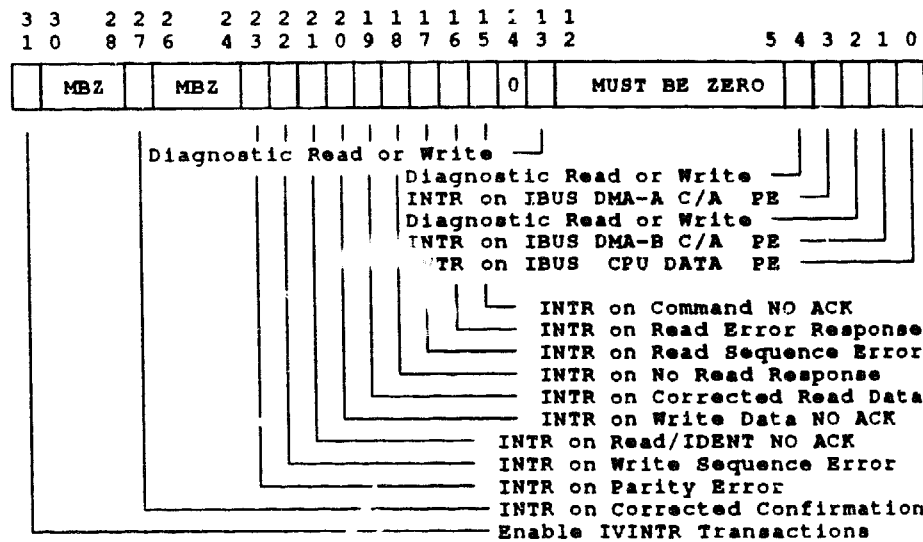 3 3 2 2 2 2 2 2 2 2 1 1 1 1 1 1 1 1
1 0 8 7 6 4 3 2 1 0 9 8 7 6 5 4 3 2 5 4 3 2 1 0
MBZ MBZ 0 MUST BE ZERO
Diagnostic Read or Write
Diagnostic Read or Write
INTR on IBUS DMA-A C/A PE
Diagnostic Read or Write
INTR on IBUS DMA-B C/A PE
on IBUS CPU DATA PE
INTR on Command NO ACK
INTR on Read Error Response
INTR on Read Sequence Error
INTR on No Read Response
INTR on Corrected Read Data
INTR on Write Data NO ACK
INTR on Read/IDENT NO ACK
INTR on Write Sequence Error
INTR on Parity Error
INTR on Corrected Confirmation
Enable IVINTR Transactions